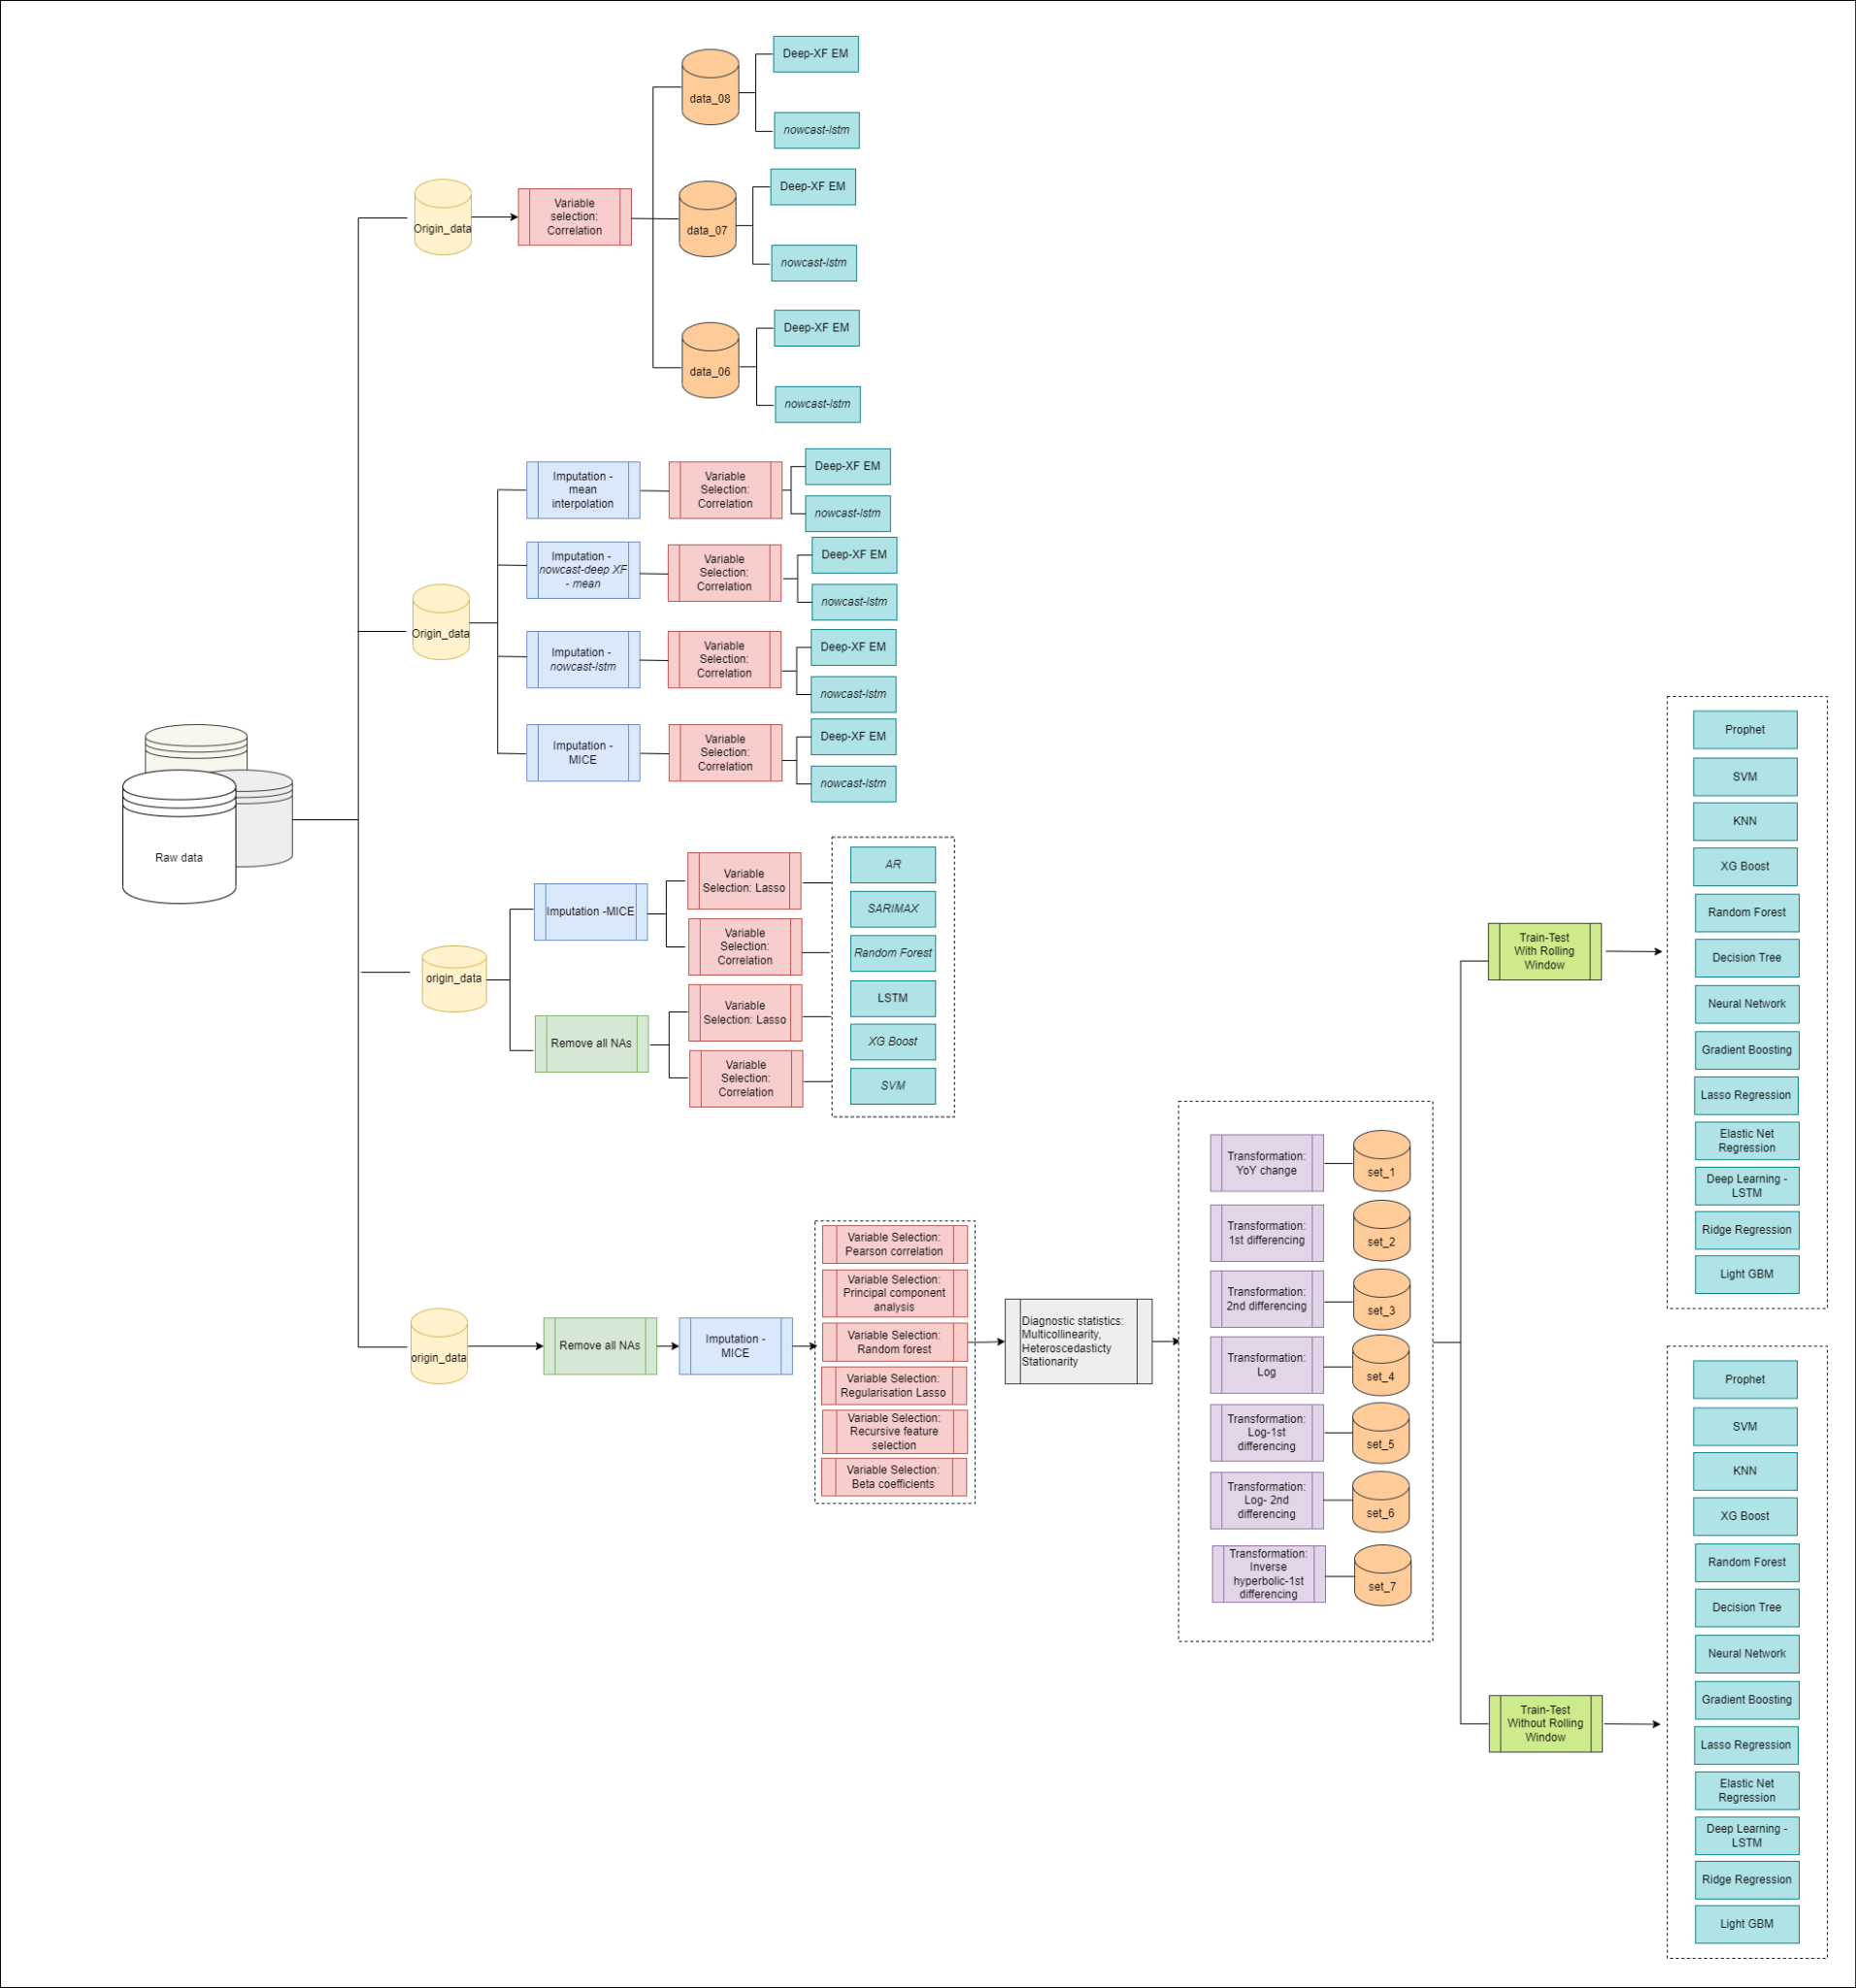 Raw data
Origin_data
Variable
selection:
Correlation
data_08
Deep-XF EM
nowcast-lstm
data_07
Deep-XF EM
nowcast-lstm
data_06
Deep-XF EM
nowcast-lstm
Origin_data
Imputation -
mean
interpolation
Variable
Selection:
Correlation
Deep-XF EM
nowcast-lstm
Imputation -
nowcast-deep XF
- mean
Variable
Selection:
Correlation
Deep-XF EM
nowcast-lstm
Imputation -
nowcast-lstm
Variable
Selection:
Correlation
Deep-XF EM
nowcast-lstm
Imputation -
MICE
Variable
Selection:
Correlation
Deep-XF EM
nowcast-lstm
origin_data
Imputation -MICE
Variable
Selection: Lasso
Variable
Selection:
Correlation
Remove all NAs
Variable
Selection: Lasso
Variable
Selection:
Correlation
AR
SARIMAX
Random Forest
LSTM
XG Boost
SVM
origin_data
Remove all NAs
Imputation -
MICE
Variable Selection:
Pearson correlation
Variable Selection:
Principal component
analysis
Variable Selection:
Random forest
Variable Selection:
Regularisation Lasso
Variable Selection:
Recursive feature
selection
Variable Selection:
Beta coefficients
Diagnostic statistics:
Multicollinearity,
Heteroscedasticty
Stationarity
Transformation:
YoY change
set_1
Transformation:
1st differencing
set_2
Transformation:
2nd differencing
set_3
Transformation:
Log
set_4
Transformation:
Log-1st
differencing
set_5
Transformation:
Log- 2nd
differencing
set_6
Transformation:
Inverse
hyperbolic-1st
differencing
set_7
Train-Test
With Rolling
Window
Prophet
SVM
KNN
XG Boost
Random Forest
Decision Tree
Neural Network
Gradient Boosting
Lasso Regression
Elastic Net
Regression
Deep Learning -
LSTM
Ridge Regression
Light GBM
Train-Test
Without Rolling
Window
Prophet
SVM
KNN
XG Boost
Random Forest
Decision Tree
Neural Network
Gradient Boosting
Lasso Regression
Elastic Net
Regression
Deep Learning -
LSTM
Ridge Regression
Light GBM